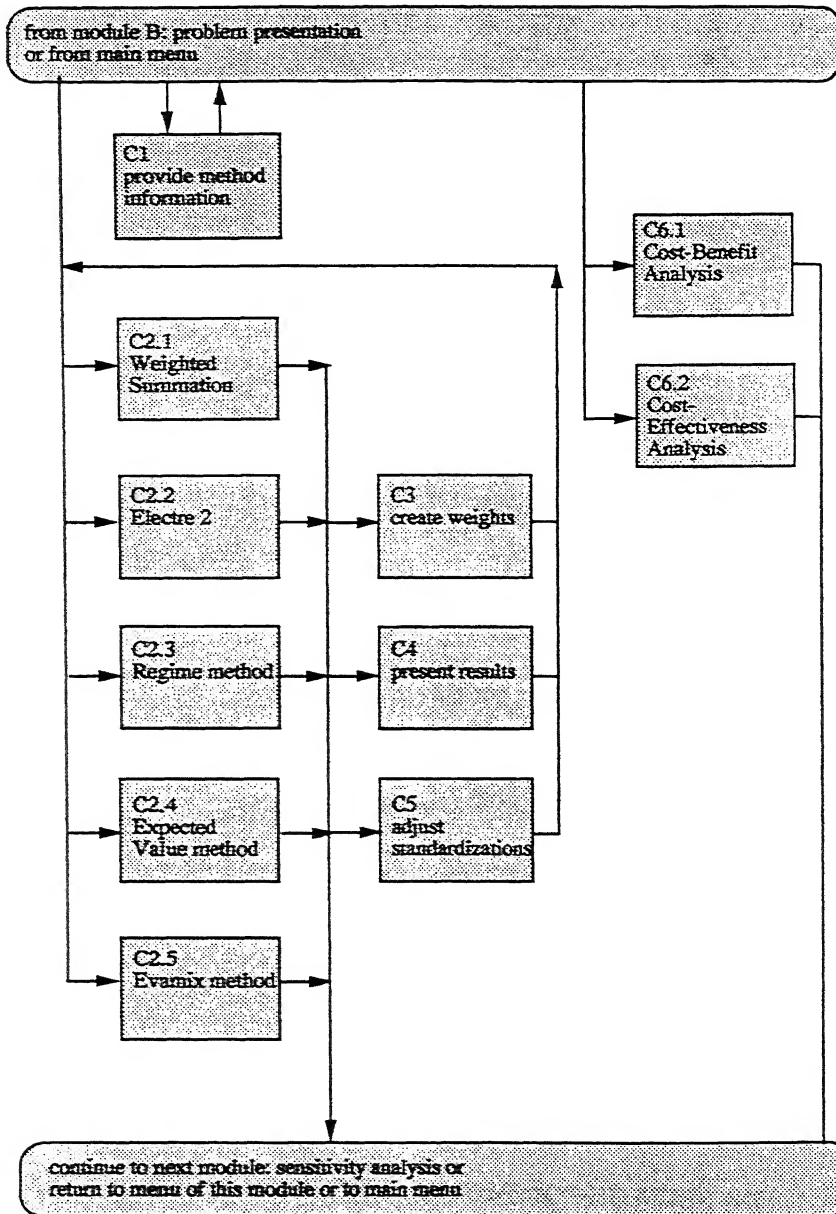 from module B: problem presentation
or from main menu
C1
provide method
information
C6.1
Cost-Benefit
Analysis
C2.1
Weighted
Summation
C6.2
Cost-
Effectiveness
Analysis
C2.2
Electre 2
C3
create weights
C2.3
Regime method
C4
present results
C2.4
Expected
Value method
C5
adjust
standardizations
C2.5
Evamix method
continue to next module: sensitivity analysis or
return to menu of this module or to main menu